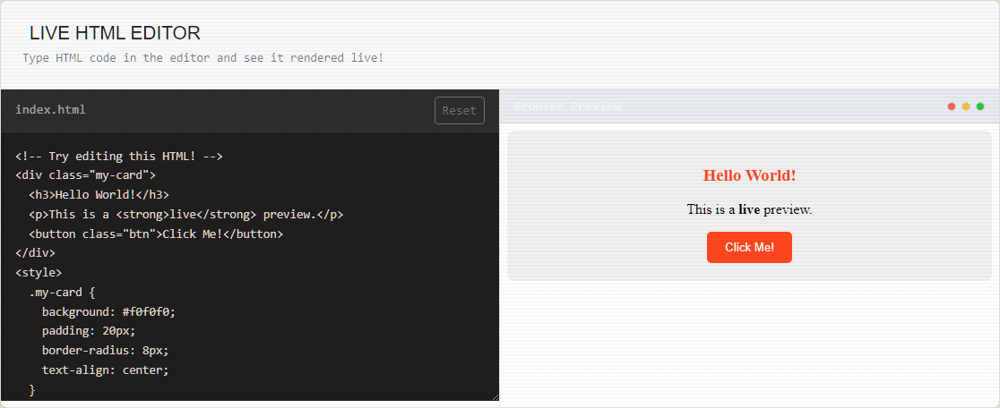 LIVE HTML EDITOR
Type HTML code in the editor and see it rendered live!
index.html
Reset
<!-- Try editing this HTML! -->
<div class="my-card">
  <h3>Hello World!</h3>
  <p>This is a <strong>live</strong> preview.</p>
  <button class="btn">Click Me!</button>
</div>
<style>
  .my-card {
    background: #f0f0f0;
    padding: 20px;
    border-radius: 8px;
    text-align: center;
  }
Browser Preview
Hello World!
This is a live preview.
Click Me!